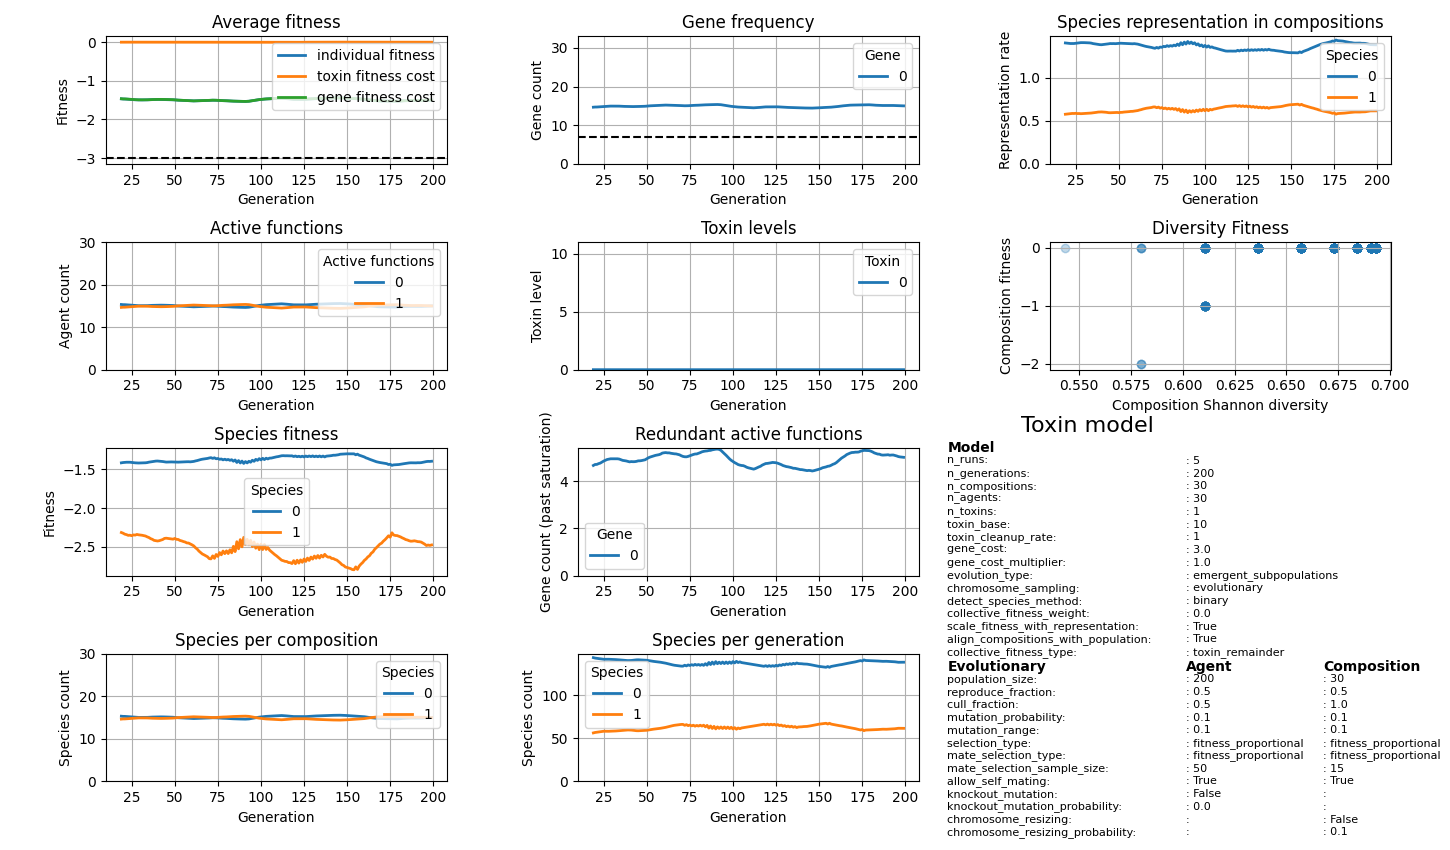 Average fitness
Fitness
0
−1
−2
−3
individual fitness
toxin fitness cost
gene fitness cost
25 50 75 100 125 150 175 200
Generation
Gene frequency
Gene count
30
20
10
0
Gene
0
25 50 75 100 125 150 175 200
Generation
Species representation in compositions
Representation rate
1.0
0.5
0.0
Species
0
1
25 50 75 100 125 150 175 200
Generation
Active functions
Agent count
30
20
10
0
Active functions
0
1
25 50 75 100 125 150 175 200
Generation
Toxin levels
Toxin level
10
5
0
Toxin
0
25 50 75 100 125 150 175 200
Generation
Diversity Fitness
Composition fitness
0
−1
−2
0.550 0.575 0.600 0.625 0.650 0.675 0.700
Composition Shannon diversity
Species fitness
Fitness
−1.5
−2.0
−2.5
Species
0
1
25 50 75 100 125 150 175 200
Generation
Redundant active functions
Gene count (past saturation)
4
2
0
Gene
0
25 50 75 100 125 150 175 200
Generation
Species per composition
Species count
30
20
10
0
Species
0
1
25 50 75 100 125 150 175 200
Generation
Species per generation
Species count
100
50
0
Species
0
1
25 50 75 100 125 150 175 200
Generation
Toxin model
Model
n_runs: : 5
n_generations: : 200
n_compositions: : 30
n_agents: : 30
n_toxins: : 1
toxin_base: : 10
toxin_cleanup_rate: : 1
gene_cost: : 3.0
gene_cost_multiplier: : 1.0
evolution_type: : emergent_subpopulations
chromosome_sampling: : evolutionary
detect_species_method: : binary
collective_fitness_weight: : 0.0
scale_fitness_with_representation: : True
align_compositions_with_population: : True
collective_fitness_type: : toxin_remainder
Evolutionary Agent Composition
population_size: : 200 : 30
reproduce_fraction: : 0.5 : 0.5
cull_fraction: : 0.5 : 1.0
mutation_probability: : 0.1 : 0.1
mutation_range: : 0.1 : 0.1
selection_type: : fitness_proportional : fitness_proportional
mate_selection_type: : fitness_proportional : fitness_proportional
mate_selection_sample_size: : 50 : 15
allow_self_mating: : True : True
knockout_mutation: : False :
knockout_mutation_probability: : 0.0 :
chromosome_resizing: : : False
chromosome_resizing_probability: : : 0.1